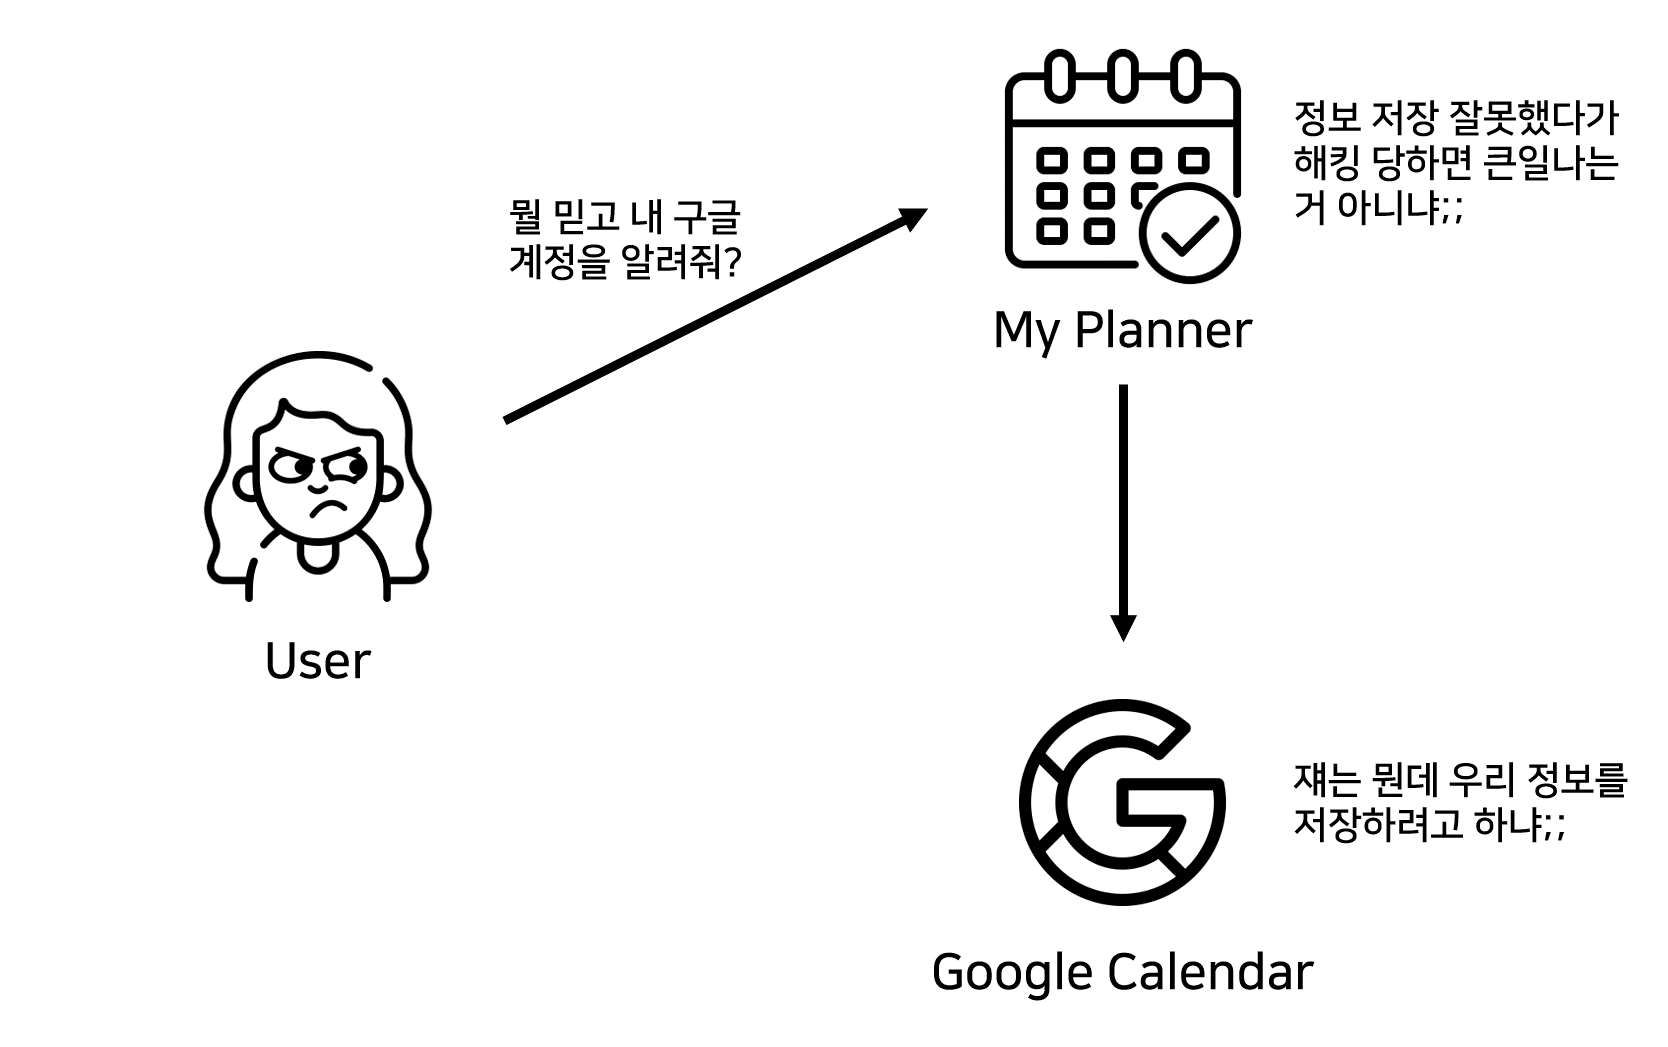 정보 저장 잘못했다가
해킹 당하면 큰일나는
거 아니냐;;
뭘 믿고 내 구글
계정을 알려줘?
My Planner
User
쟤는 뭔데 우리 정보를
저장하려고 하냐;;
Google Calendar